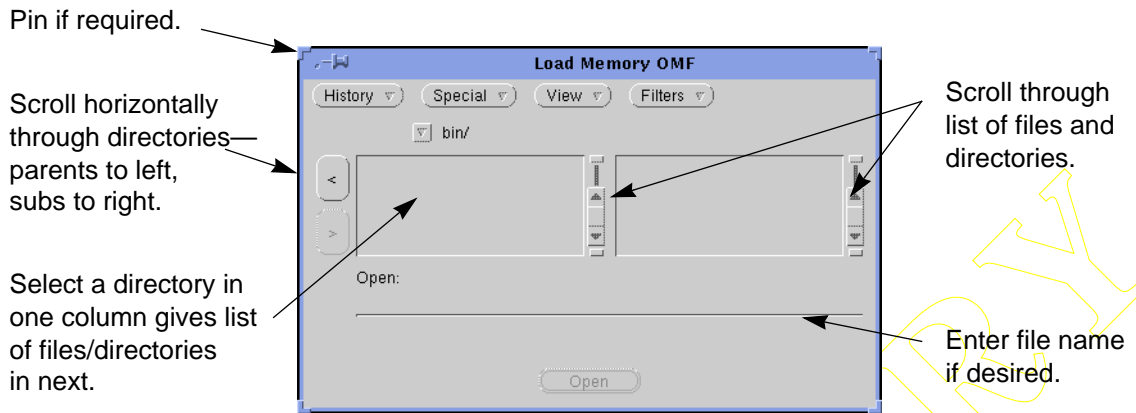 Pin if required.
Load Memory OMF
History Special View Filters
bin/
Scroll horizontally
through directories—
parents to left,
subs to right.
<
>
Scroll through
list of files and
directories.
Select a directory in
one column gives list
of files/directories
in next.
Open:
Enter file name
if desired.
Open
R Y